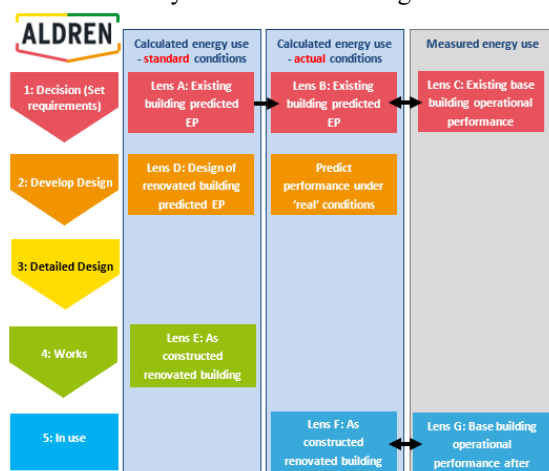 ALDREN
Calculated energy use
- standard conditions
Calculated energy use
- actual conditions
Measured energy use
1: Decision (Set
requirements)
Lens A: Existing
building predicted
EP
Lens B: Existing
building predicted
EP
Lens C: Existing base
building operational
performance
2: Develop Design
Lens D: Design of
renovated building
predicted EP
Predict
performance under
‘real’ conditions
3: Detailed Design
4: Works
Lens E: As
constructed
renovated building
5: In use
Lens F: As
constructed
renovated building
Lens G: Base building
operational
performance after